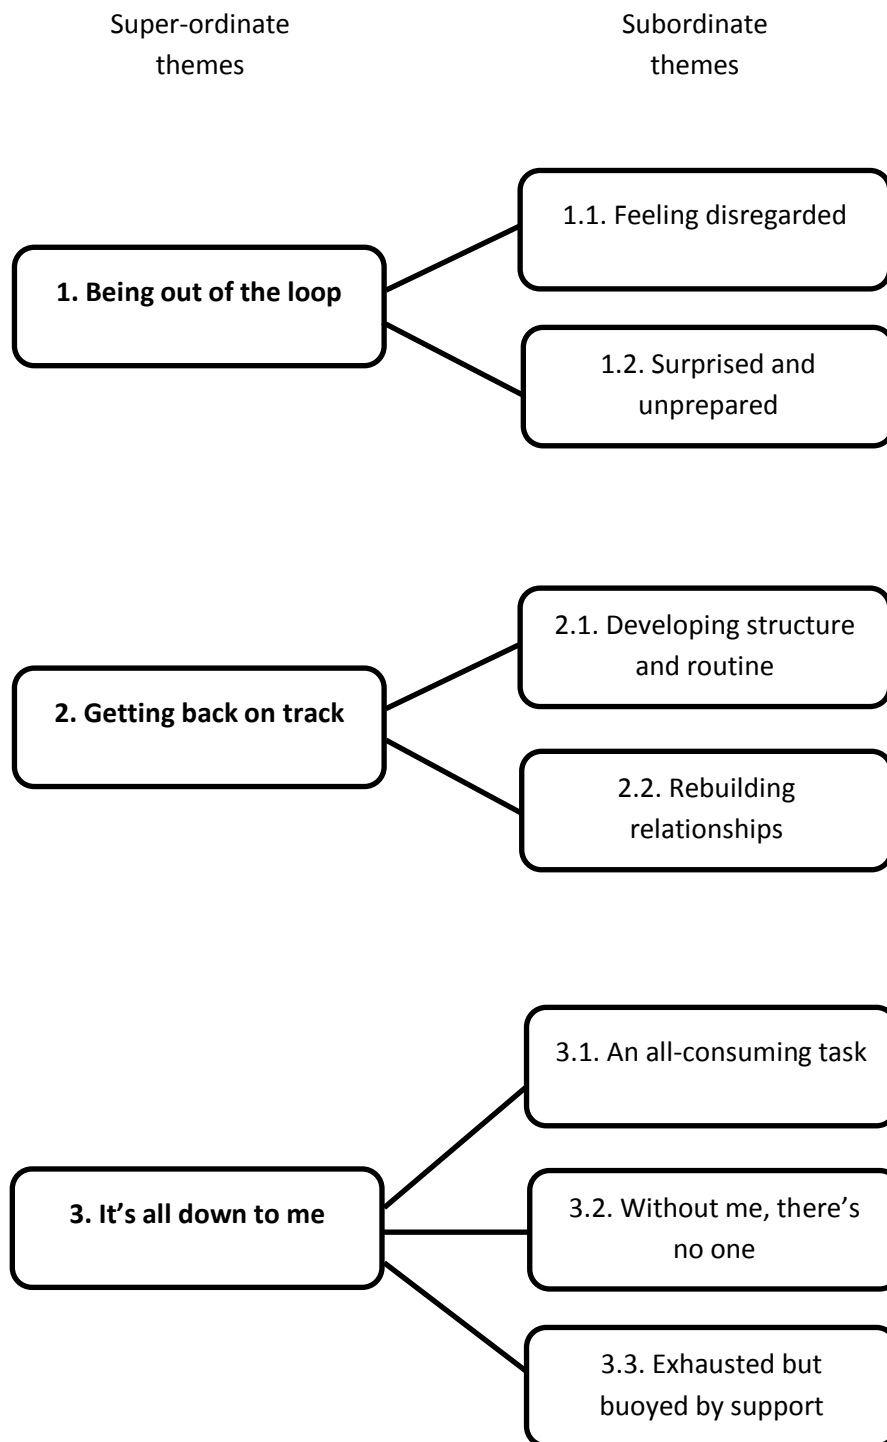 Super-ordinate
themes
Subordinate
themes
1. Being out of the loop
1.1. Feeling disregarded
1.2. Surprised and
unprepared
2. Getting back on track
2.1. Developing structure
and routine
2.2. Rebuilding
relationships
3. It’s all down to me
3.1. An all-consuming task
3.2. Without me, there’s
no one
3.3. Exhausted but
buoyed by support